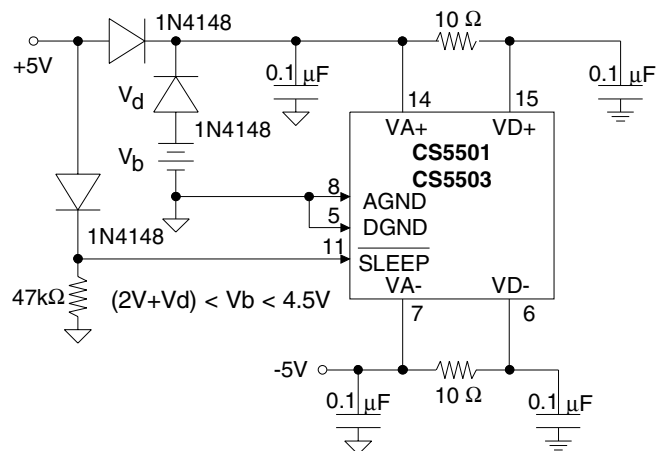 1N4148
10 Ω
+5V
0.1 μF
0.1 μF
Vd
14
15
1N4148
VA+
VD+
CS5501
CS5503
Vb
8
AGND
5
DGND
1N4148
11
SLEEP
47kΩ
(2V+Vd) < Vb < 4.5V
VA-
VD-
7
6
-5V
10 Ω
0.1 μF
0.1 μF